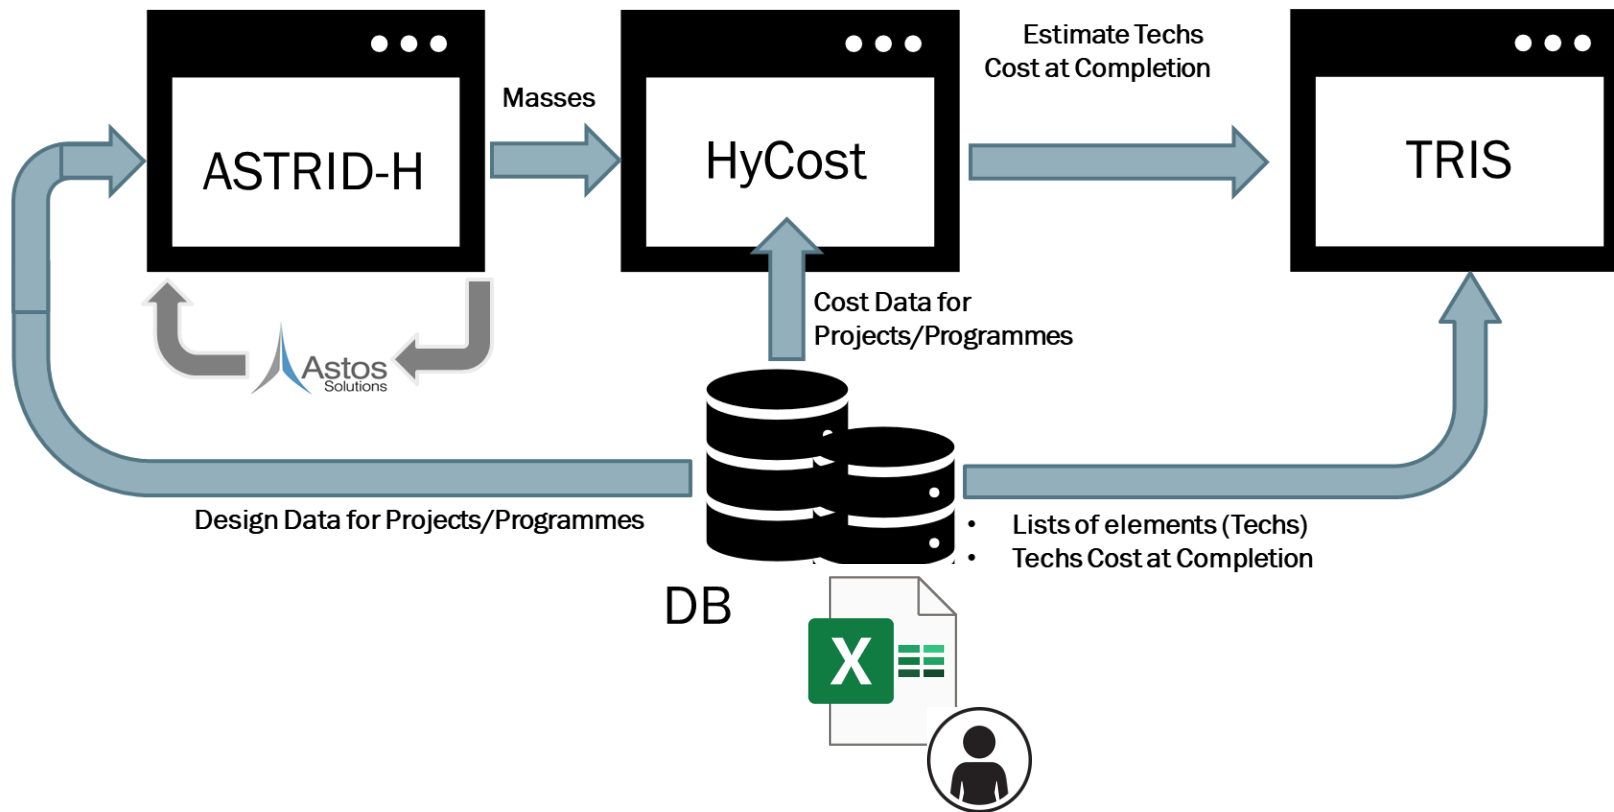 Estimate Techs
Cost at Completion
Masses
ASTRID-H
HyCost
TRIS
Cost Data for
Projects/Programmes
Astos
Solutions
Design Data for Projects/Programmes
• Lists of elements (Techs)
• Techs Cost at Completion
DB
X